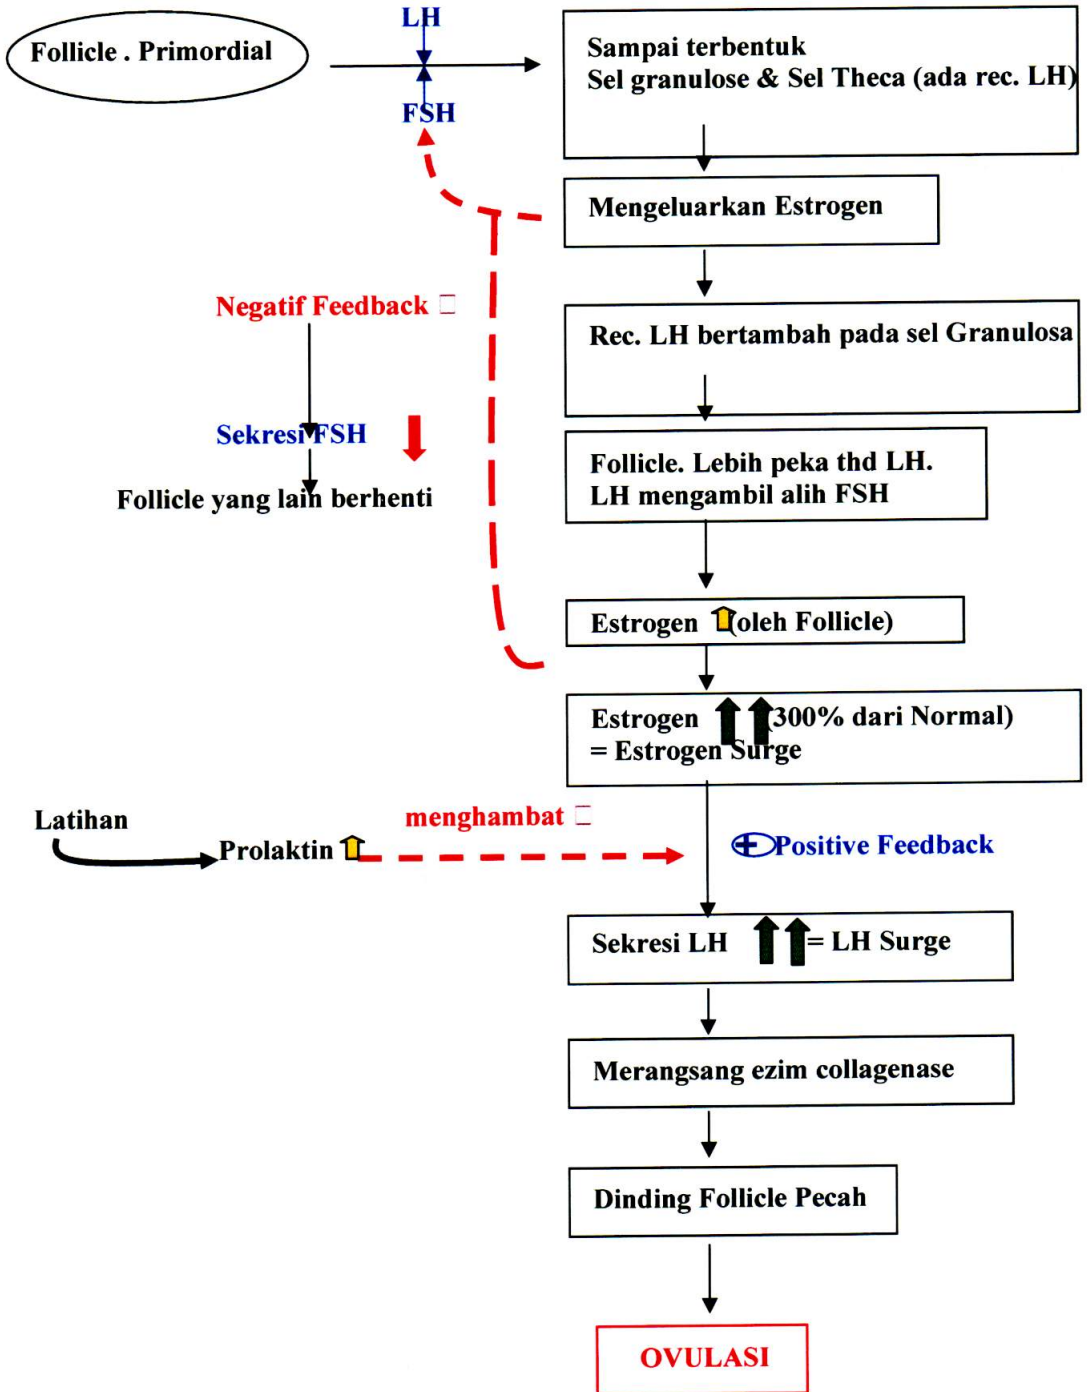 LH
Follicle . Primordial
FSH
Sampai terbentuk
Sel granulose & Sel Theca (ada rec. LH)
Mengeluarkan Estrogen
Negatif Feedback
Rec. LH bertambah pada sel Granulosa
Sekresi FSH
Follicle yang lain berhenti
Follicle. Lebih peka thd LH.
LH mengambil alih FSH
Estrogen (oleh Follicle)
Estrogen (300% dari Normal)
= Estrogen Surge
Latihan
Prolaktin
menghambat
Positive Feedback
Sekresi LH = LH Surge
Merangsang ezim collagenase
Dinding Follicle Pecah
OVULASI